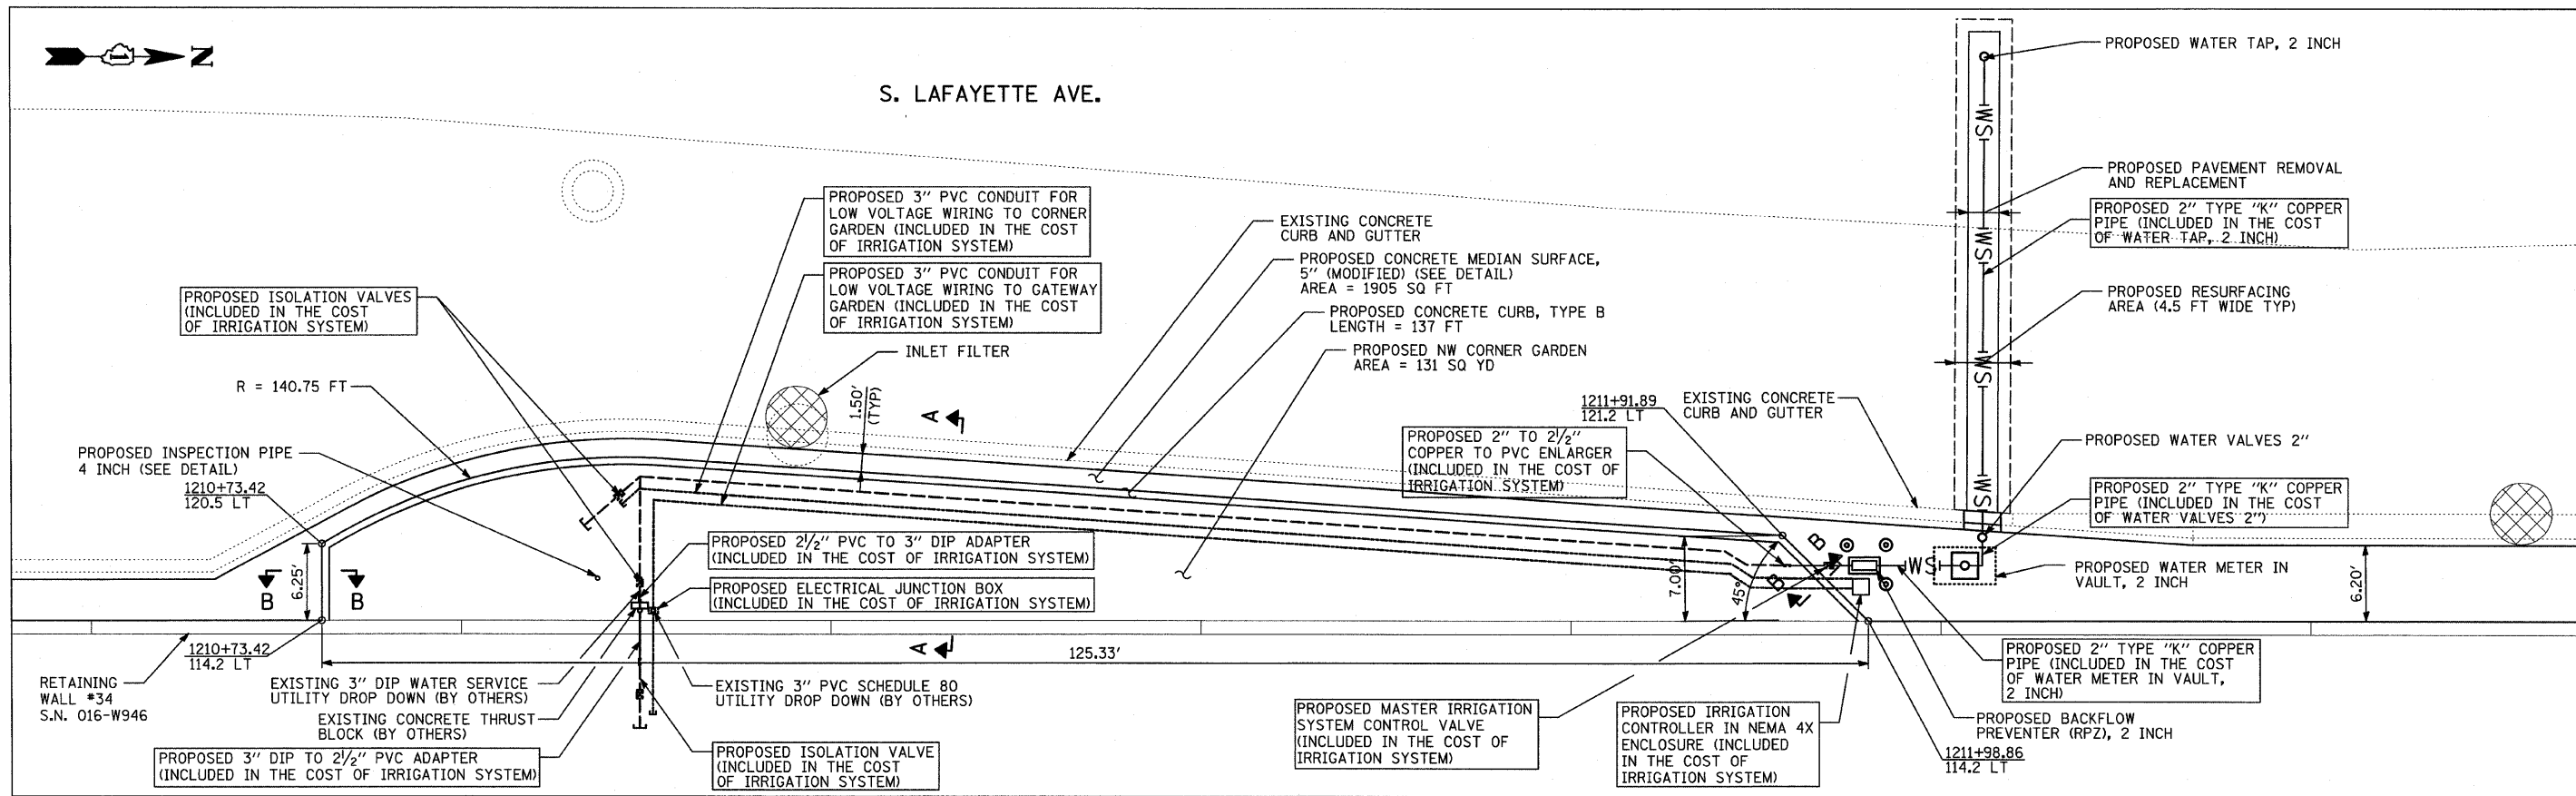 N
S. LAFAYETTE AVE.
PROPOSED WATER TAP, 2 INCH
WS
PROPOSED PAVEMENT REMOVAL
AND REPLACEMENT
PROPOSED 2" TYPE "K" COPPER
PIPE (INCLUDED IN THE COST
OF WATER TAP, 2 INCH)
WS
PROPOSED RESURFACING
AREA (4.5 FT WIDE TYP)
WS
WS
PROPOSED 3" PVC CONDUIT FOR
LOW VOLTAGE WIRING TO CORNER
GARDEN (INCLUDED IN THE COST
OF IRRIGATION SYSTEM)
PROPOSED 3" PVC CONDUIT FOR
LOW VOLTAGE WIRING TO GATEWAY
GARDEN (INCLUDED IN THE COST
OF IRRIGATION SYSTEM)
EXISTING CONCRETE
CURB AND GUTTER
PROPOSED CONCRETE MEDIAN SURFACE,
5" (MODIFIED) (SEE DETAIL)
AREA = 1905 SQ FT
PROPOSED CONCRETE CURB, TYPE B
LENGTH = 137 FT
PROPOSED NW CORNER GARDEN
AREA = 131 SQ YD
PROPOSED ISOLATION VALVES
(INCLUDED IN THE COST
OF IRRIGATION SYSTEM)
INLET FILTER
R = 140.75 FT
1.50'
(TYP)
A
PROPOSED INSPECTION PIPE
4 INCH (SEE DETAIL)
1210+73.42
120.5 LT
1211+91.89
121.2 LT
EXISTING CONCRETE
CURB AND GUTTER
PROPOSED 2" TO 2 1/2"
COPPER TO PVC ENLARGER
(INCLUDED IN THE COST OF
IRRIGATION SYSTEM)
PROPOSED WATER VALVES 2"
PROPOSED 2" TYPE "K" COPPER
PIPE (INCLUDED IN THE COST
OF WATER VALVES 2")
PROPOSED 2 1/2" PVC TO 3" DIP ADAPTER
(INCLUDED IN THE COST OF IRRIGATION SYSTEM)
PROPOSED ELECTRICAL JUNCTION BOX
(INCLUDED IN THE COST OF IRRIGATION SYSTEM)
B
6.25'
B
7.00'
45°
B
B
WS
PROPOSED WATER METER IN
VAULT, 2 INCH
6.20'
1210+73.42
114.2 LT
A
125.33'
RETAINING
WALL #34
S.N. 016-W946
EXISTING 3" DIP WATER SERVICE
UTILITY DROP DOWN (BY OTHERS)
EXISTING CONCRETE THRUST
BLOCK (BY OTHERS)
PROPOSED 3" DIP TO 2 1/2" PVC ADAPTER
(INCLUDED IN THE COST OF IRRIGATION SYSTEM)
EXISTING 3" PVC SCHEDULE 80
UTILITY DROP DOWN (BY OTHERS)
PROPOSED ISOLATION VALVE
(INCLUDED IN THE COST
OF IRRIGATION SYSTEM)
PROPOSED MASTER IRRIGATION
SYSTEM CONTROL VALVE
(INCLUDED IN THE COST OF
IRRIGATION SYSTEM)
PROPOSED IRRIGATION
CONTROLLER IN NEMA 4X
ENCLOSURE (INCLUDED
IN THE COST OF
IRRIGATION SYSTEM)
PROPOSED 2" TYPE "K" COPPER
PIPE (INCLUDED IN THE COST
OF WATER METER IN VAULT,
2 INCH)
PROPOSED BACKFLOW
PREVENTER (RPZ), 2 INCH
1211+98.86
114.2 LT